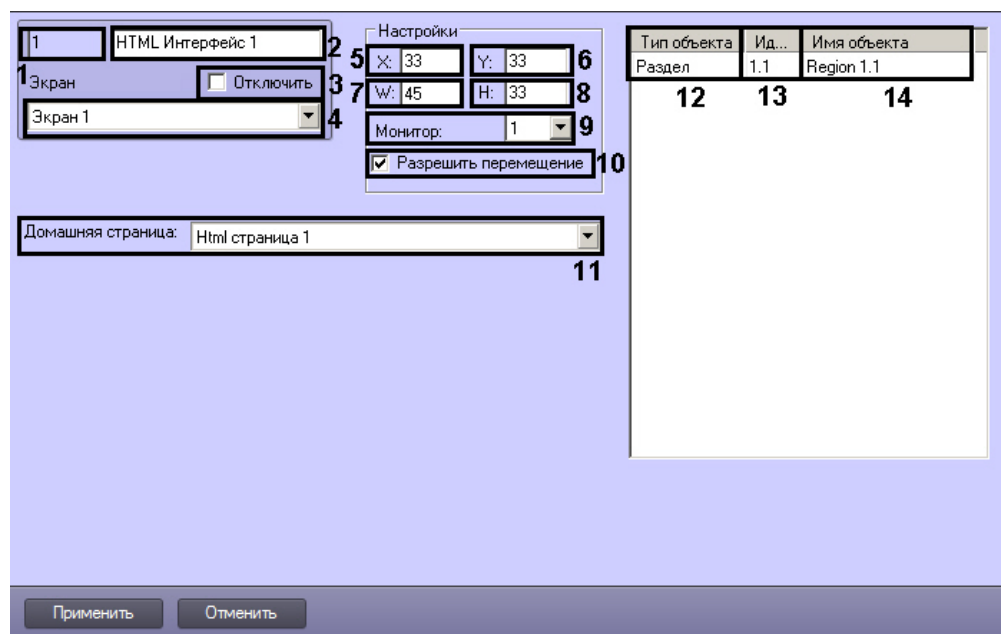 1 HTML Интерфейс 1 2
1 Экран Отключить 3
Экран 1 4
Настройки
5 X: 33 Y: 33 6
7 W: 45 H: 33 8
Монитор: 1 9
Разрешить перемещение 10
Домашняя страница: Html страница 1
11
Тип объекта Ид... Имя объекта
Раздел 1.1 Region 1.1
12 13 14
Применить Отменить